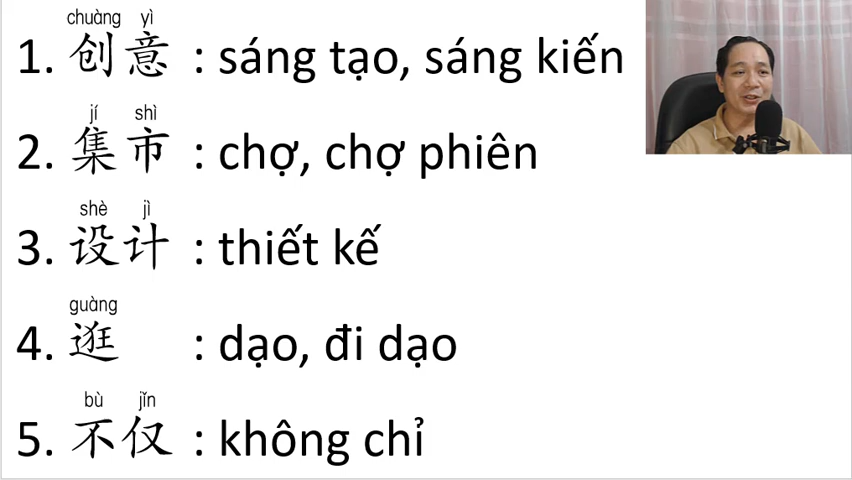 chuàng yì
1. 创意 : sáng tạo, sáng kiến
jí shì
2. 集市 : chợ, chợ phiên
shè jì
3. 设计 : thiết kế
guàng
4. 逛 : dạo, đi dạo
bù jǐn
5. 不仅 : không chỉ